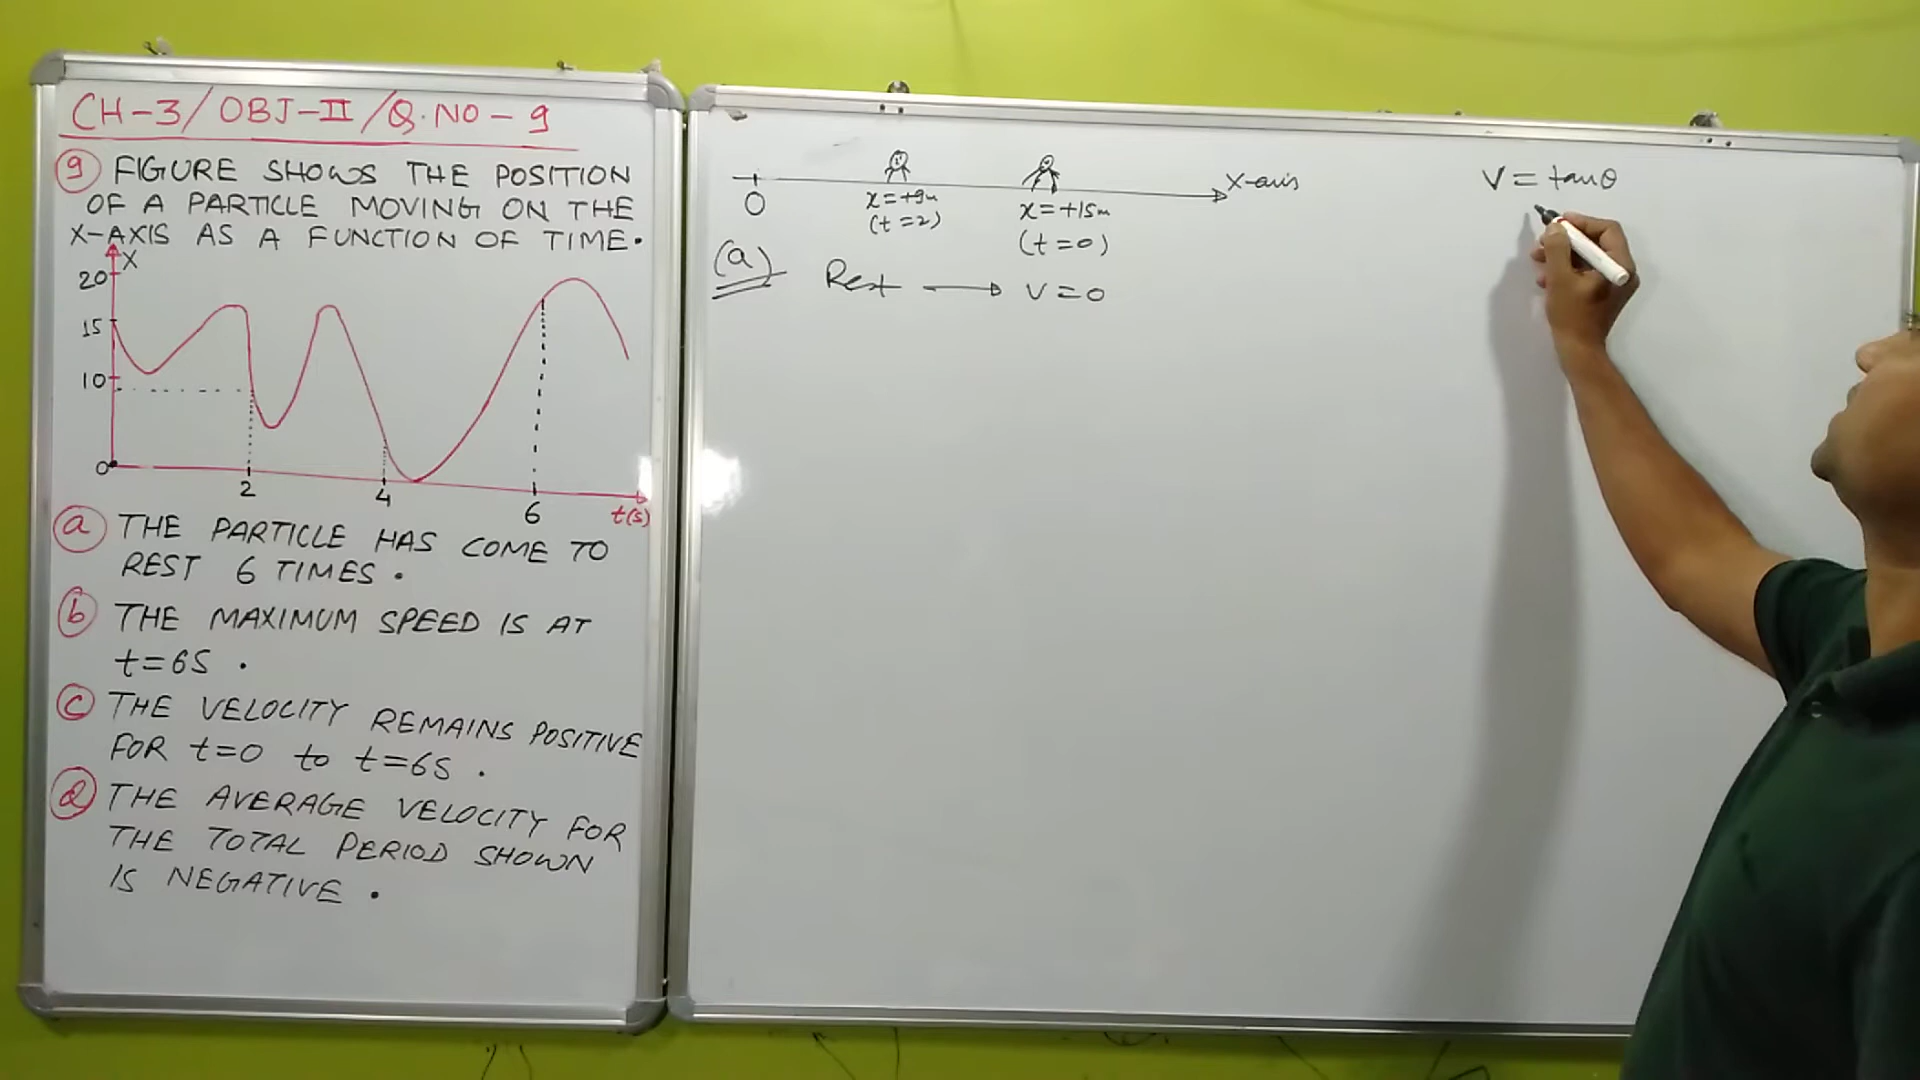 CH-3/OBJ-II/Q.NO-9
9 FIGURE SHOWS THE POSITION
OF A PARTICLE MOVING ON THE
X-AXIS AS A FUNCTION OF TIME.
X
20
15
10
0
2
4
6
t(s)
a THE PARTICLE HAS COME TO
REST 6 TIMES.
b THE MAXIMUM SPEED IS AT
t=6S.
c THE VELOCITY REMAINS POSITIVE
FOR t=0 to t=6S.
d THE AVERAGE VELOCITY FOR
THE TOTAL PERIOD SHOWN
IS NEGATIVE.
0
x=+9m
(t=2)
x=+15m
(t=0)
X-axis
(a) Rest → V=0
V=tanθ